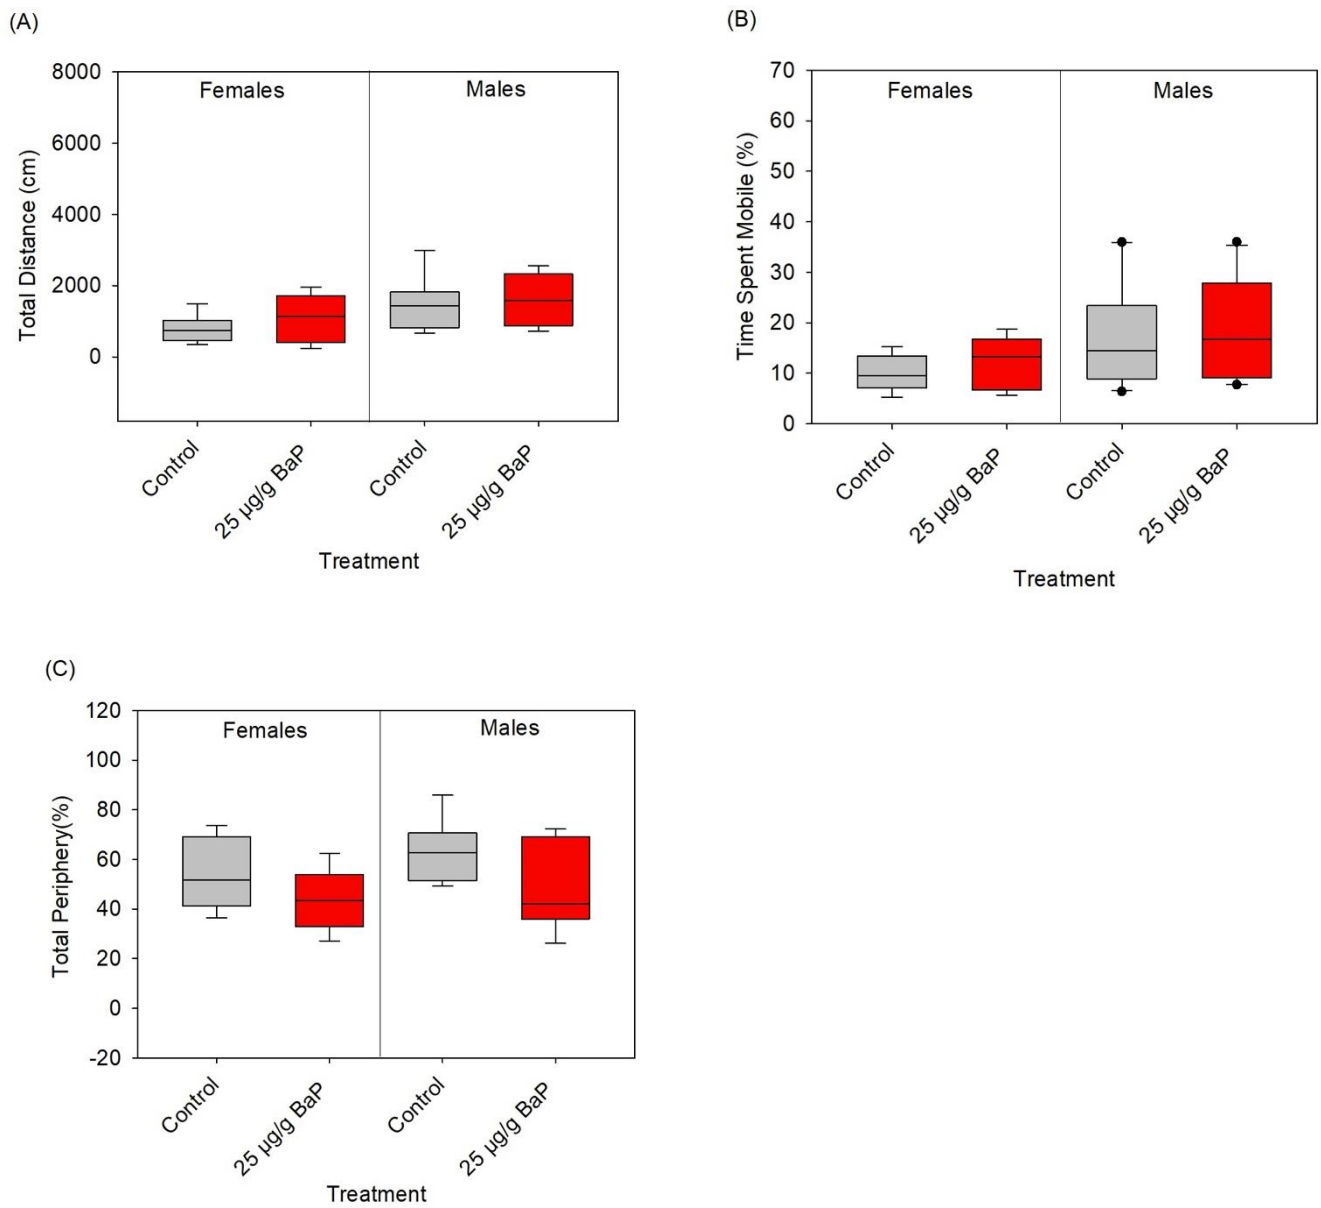 (A)
Total Distance (cm)
8000
6000
4000
2000
0
Females
Males
Control
25 µg/g BaP
Control
25 µg/g BaP
Treatment
(B)
Time Spent Mobile (%)
70
60
50
40
30
20
10
0
Females
Males
Control
25 µg/g BaP
Control
25 µg/g BaP
Treatment
(C)
Total Periphery(%)
120
100
80
60
40
20
0
-20
Females
Males
Control
25 µg/g BaP
Control
25 µg/g BaP
Treatment